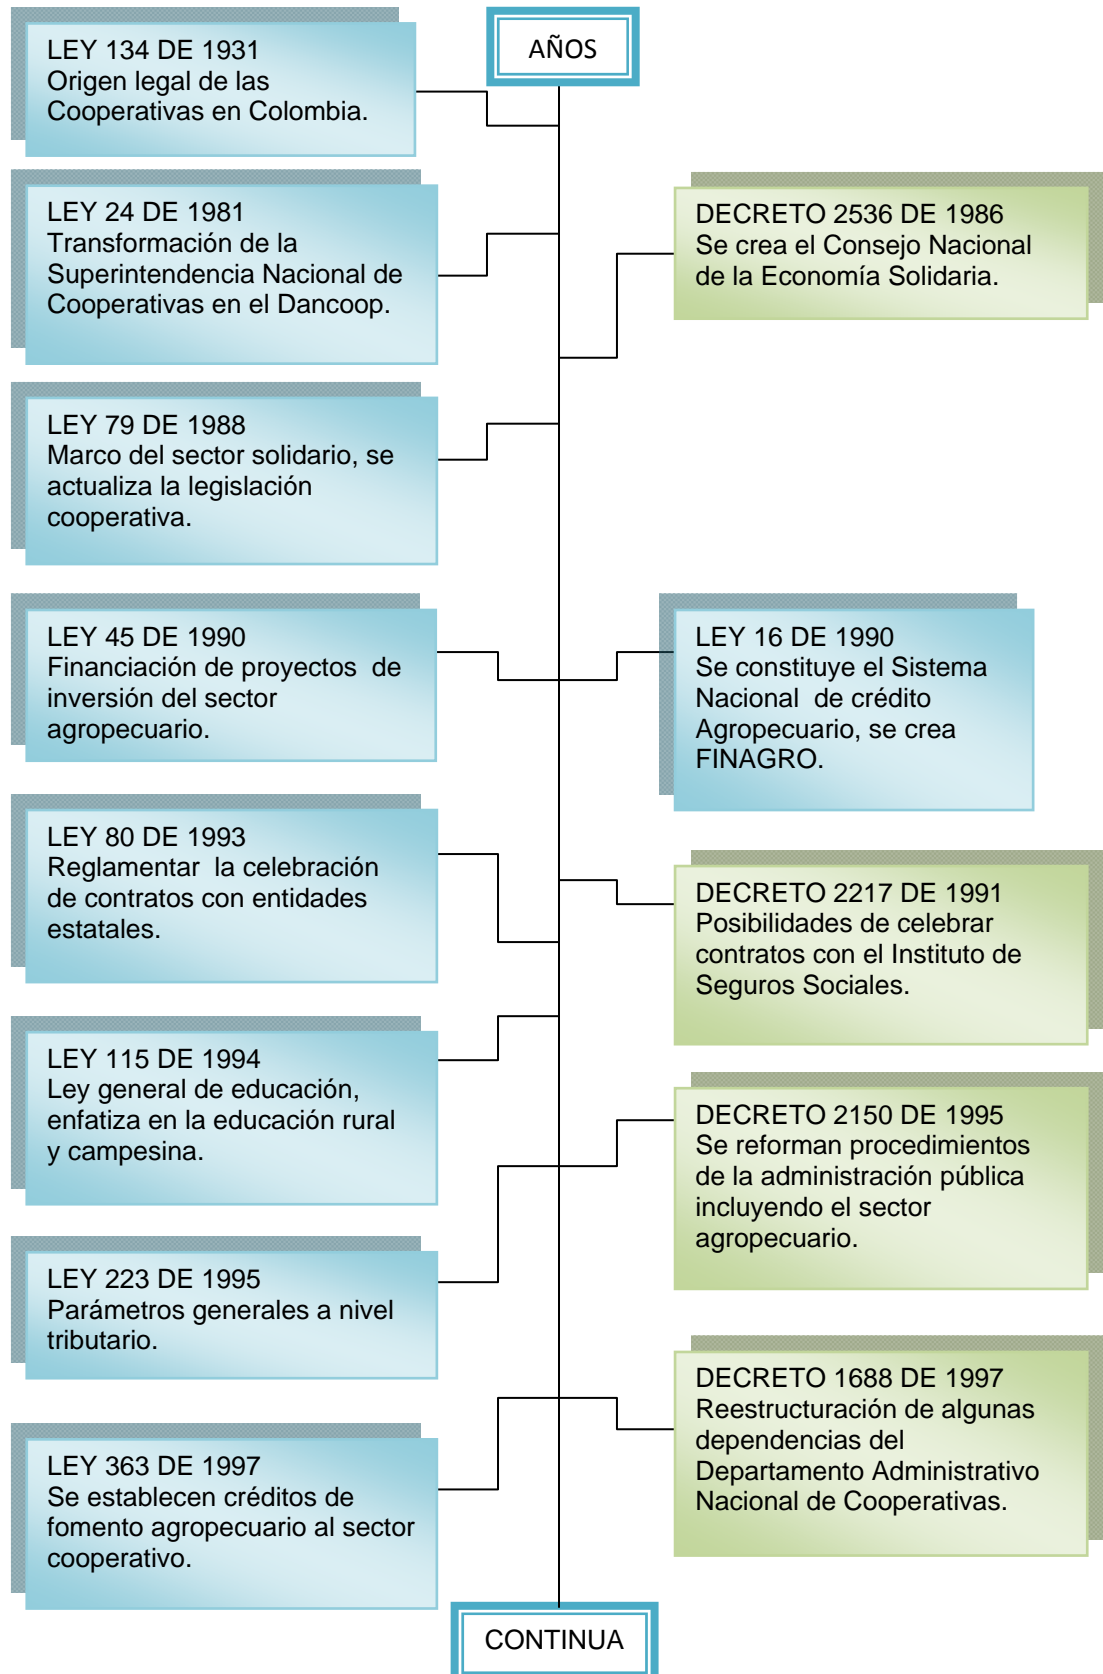 AÑOS
LEY 134 DE 1931
Origen legal de las
Cooperativas en Colombia.
LEY 24 DE 1981
Transformación de la
Superintendencia Nacional de
Cooperativas en el Dancoop.
DECRETO 2536 DE 1986
Se crea el Consejo Nacional
de la Economía Solidaria.
LEY 79 DE 1988
Marco del sector solidario, se
actualiza la legislación
cooperativa.
LEY 45 DE 1990
Financiación de proyectos de
inversión del sector
agropecuario.
LEY 16 DE 1990
Se constituye el Sistema
Nacional de crédito
Agropecuario, se crea
FINAGRO.
LEY 80 DE 1993
Reglamentar la celebración
de contratos con entidades
estatales.
DECRETO 2217 DE 1991
Posibilidades de celebrar
contratos con el Instituto de
Seguros Sociales.
LEY 115 DE 1994
Ley general de educación,
enfatiza en la educación rural
y campesina.
DECRETO 2150 DE 1995
Se reforman procedimientos
de la administración pública
incluyendo el sector
agropecuario.
LEY 223 DE 1995
Parámetros generales a nivel
tributario.
DECRETO 1688 DE 1997
Reestructuración de algunas
dependencias del
Departamento Administrativo
Nacional de Cooperativas.
LEY 363 DE 1997
Se establecen créditos de
fomento agropecuario al sector
cooperativo.
CONTINUA